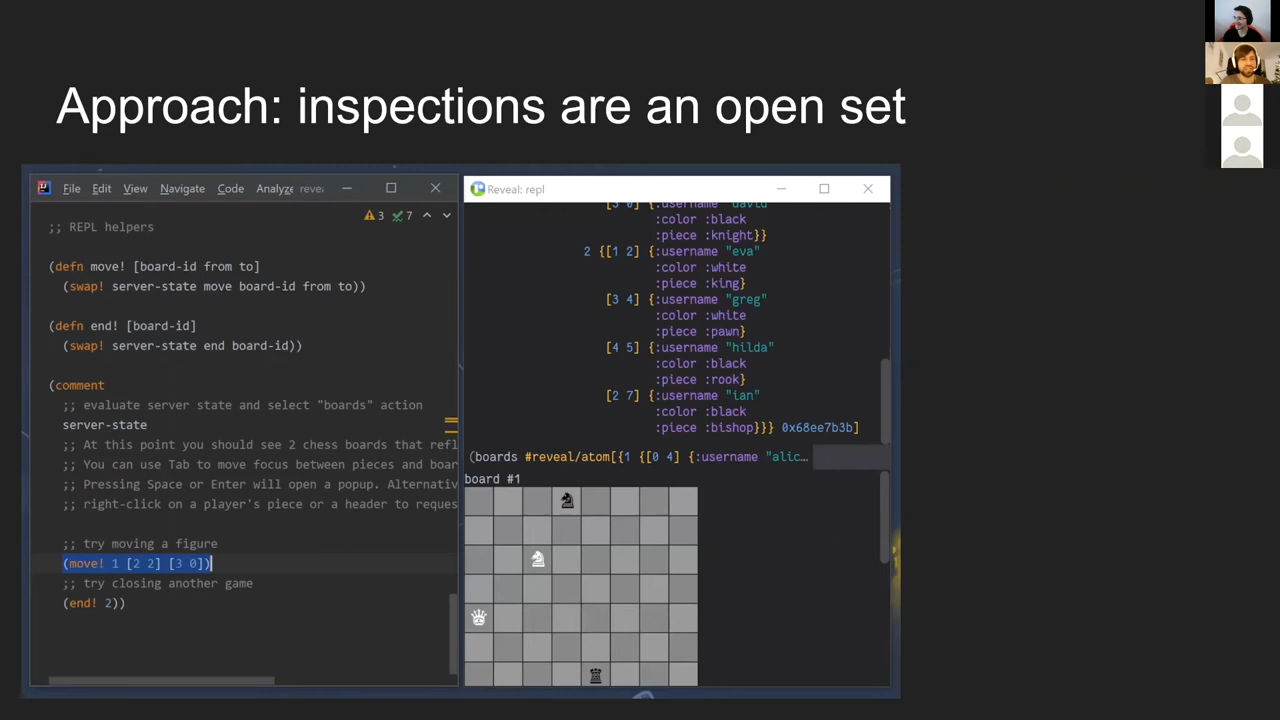 Approach: inspections are an open set
File Edit View Navigate Code Analyze revea
3 7
;; REPL helpers
(defn move! [board-id from to]
(swap! server-state move board-id from to))
(defn end! [board-id]
(swap! server-state end board-id))
(comment
;; evaluate server state and select "boards" action
server-state
;; At this point you should see 2 chess boards that refl
;; You can use Tab to move focus between pieces and boar
;; Pressing Space or Enter will open a popup. Alternativ
;; right-click on a player's piece or a header to reques
;; try moving a figure
(move! 1 [2 2] [3 0])
;; try closing another game
(end! 2))
Reveal: repl
[3 0] {:username "david
:color :black
:piece :knight}}
2 {[1 2] {:username "eva"
:color :white
:piece :king}
[3 4] {:username "greg"
:color :white
:piece :pawn}
[4 5] {:username "hilda"
:color :black
:piece :rook}
[2 7] {:username "ian"
:color :black
:piece :bishop}}} 0x68ee7b3b]
(boards #reveal/atom[{1 {[0 4] {:username "alic…
board #1